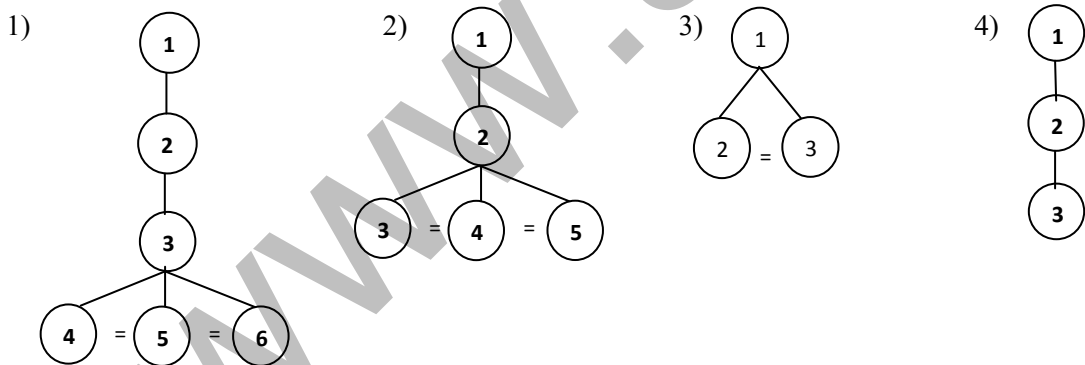 1) 2) 3) 4)
1 1 1 1
2 2 2 = 3 2
3 3 = 4 = 5 3
4 = 5 = 6
www.